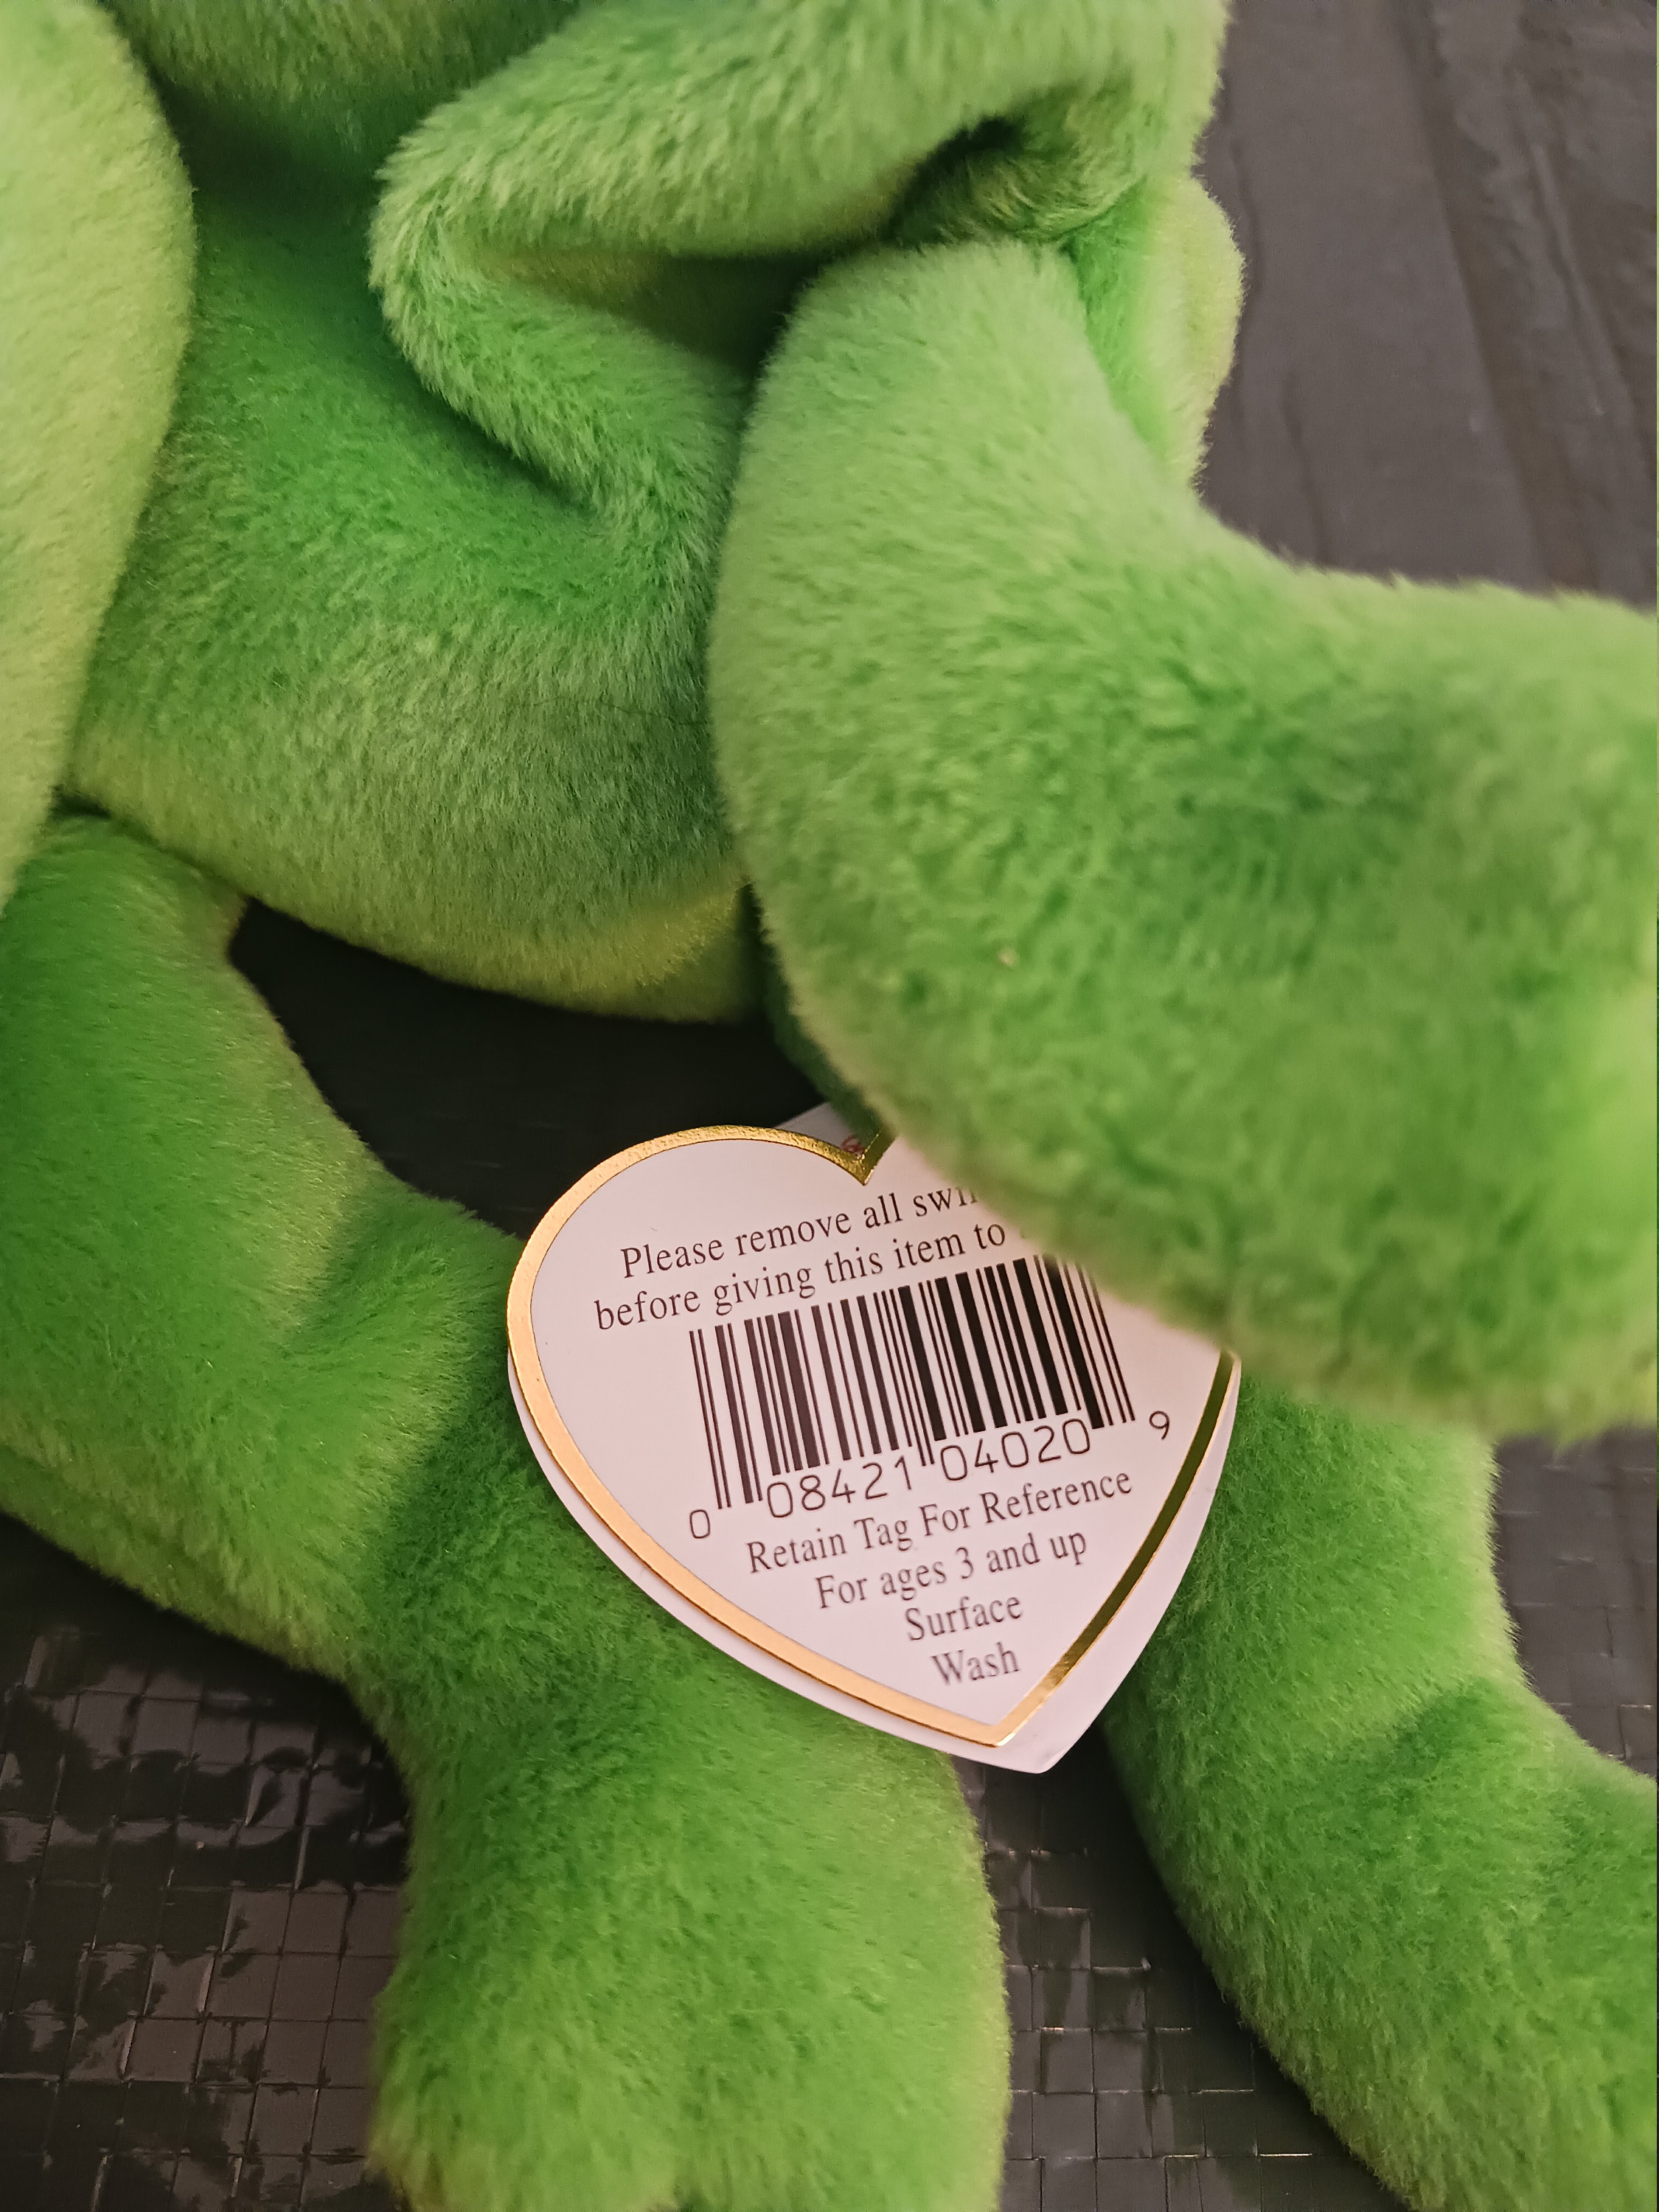 Please remove all
before giving this item to
0 08421 04020 9
Retain Tag For Reference
For ages 3 and up
Surface
Wash